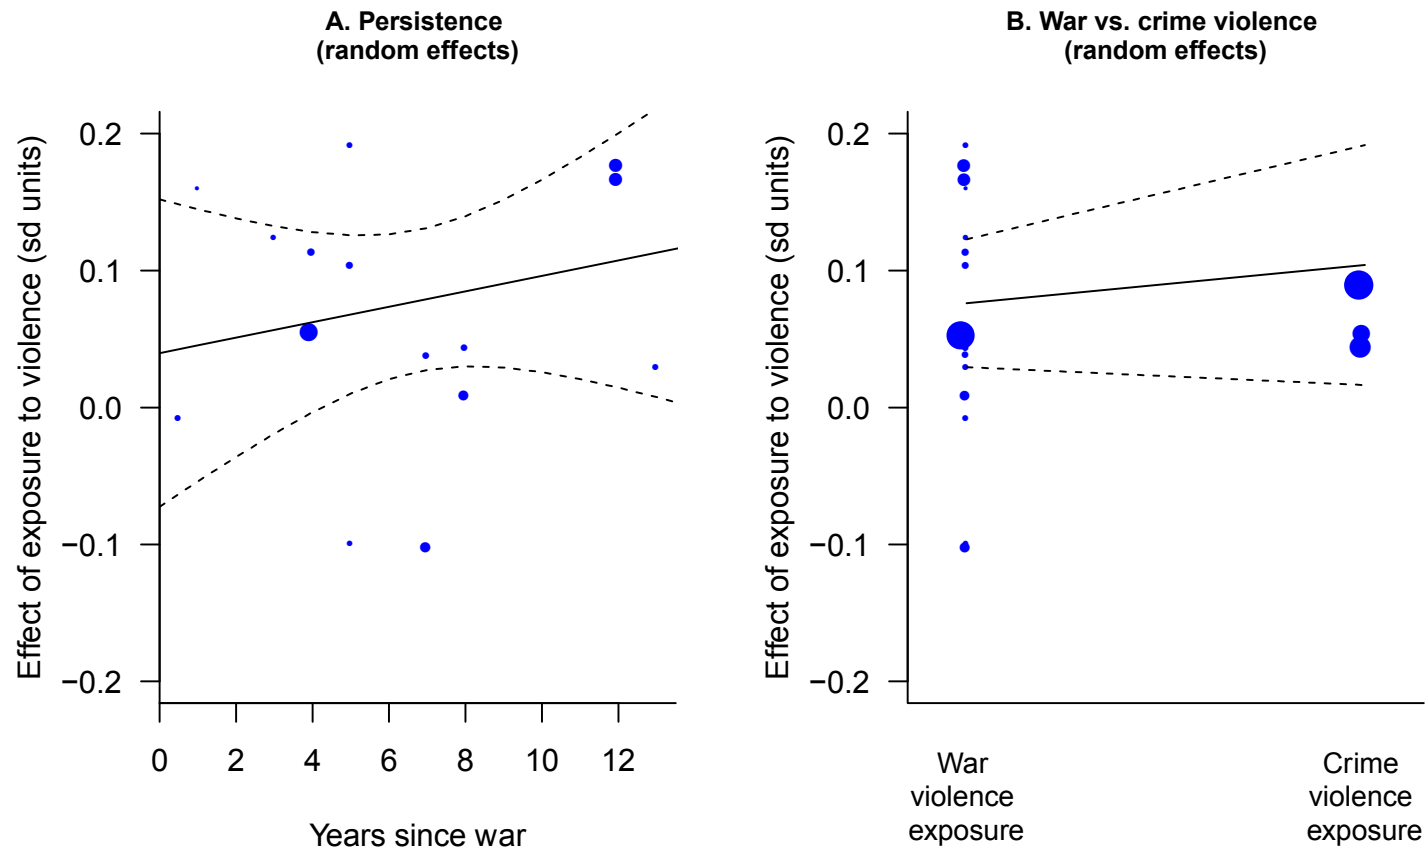 A. Persistence
(random effects)
Effect of exposure to violence (sd units)
0.2
0.1
0.0
−0.1
−0.2
0 2 4 6 8 10 12
Years since war
B. War vs. crime violence
(random effects)
Effect of exposure to violence (sd units)
0.2
0.1
0.0
−0.1
−0.2
War
violence
exposure
Crime
violence
exposure